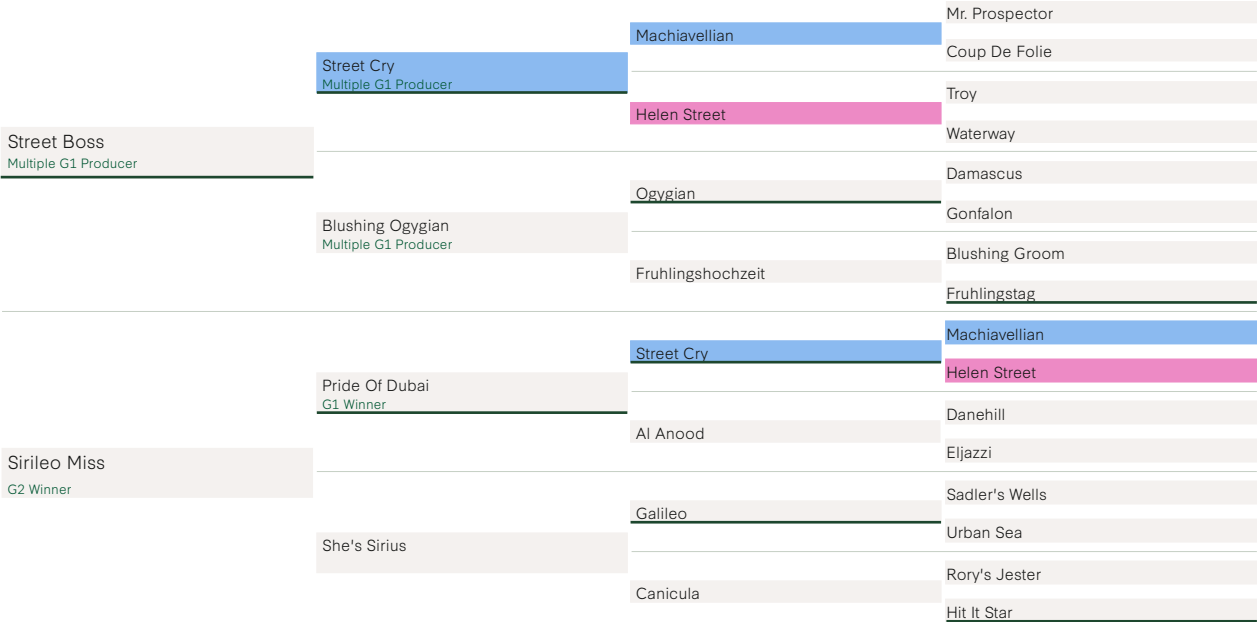 Street Boss
Multiple G1 Producer
Sirileo Miss
G2 Winner
Street Cry
Multiple G1 Producer
Blushing Ogygian
Multiple G1 Producer
Pride Of Dubai
G1 Winner
She's Sirius
Machiavellian
Helen Street
Ogygian
Fruhlingshochzeit
Street Cry
Al Anood
Galileo
Canicula
Mr. Prospector
Coup De Folie
Troy
Waterway
Damascus
Gonfalon
Blushing Groom
Fruhlingstag
Machiavellian
Helen Street
Danehill
Eljazzi
Sadler's Wells
Urban Sea
Rory's Jester
Hit It Star